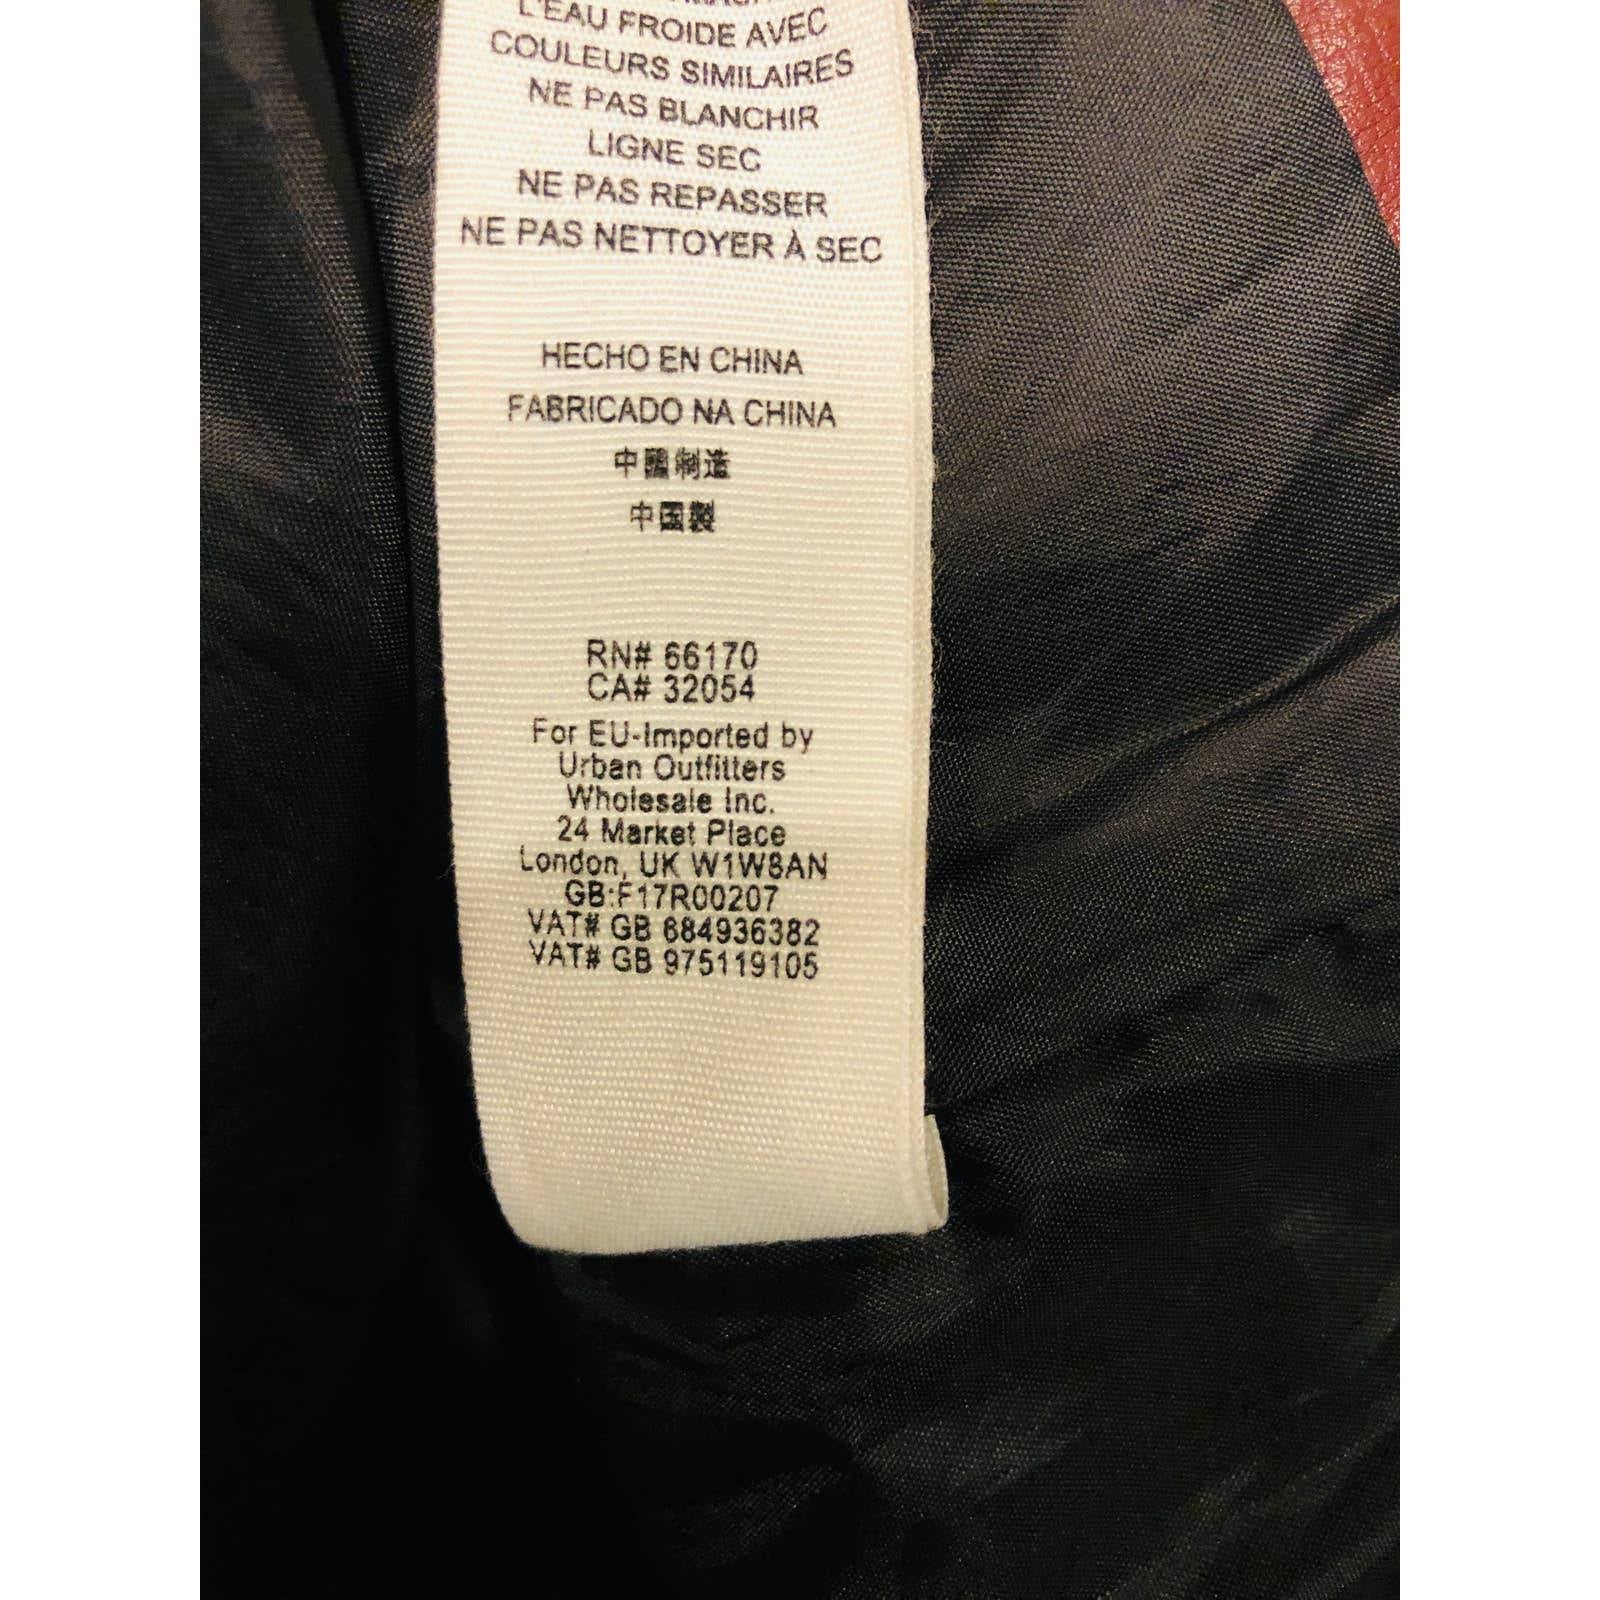 L'EAU FROIDE AVEC
COULEURS SIMILAIRES
NE PAS BLANCHIR
LIGNE SEC
NE PAS REPASSER
NE PAS NETTOYER À SEC
HECHO EN CHINA
FABRICADO NA CHINA
中國制造
中国製
RN# 66170
CA# 32054
For EU-Imported by
Urban Outfitters
Wholesale Inc.
24 Market Place
London, UK W1W8AN
GB:F17R00207
VAT# GB 684936382
VAT# GB 975119105